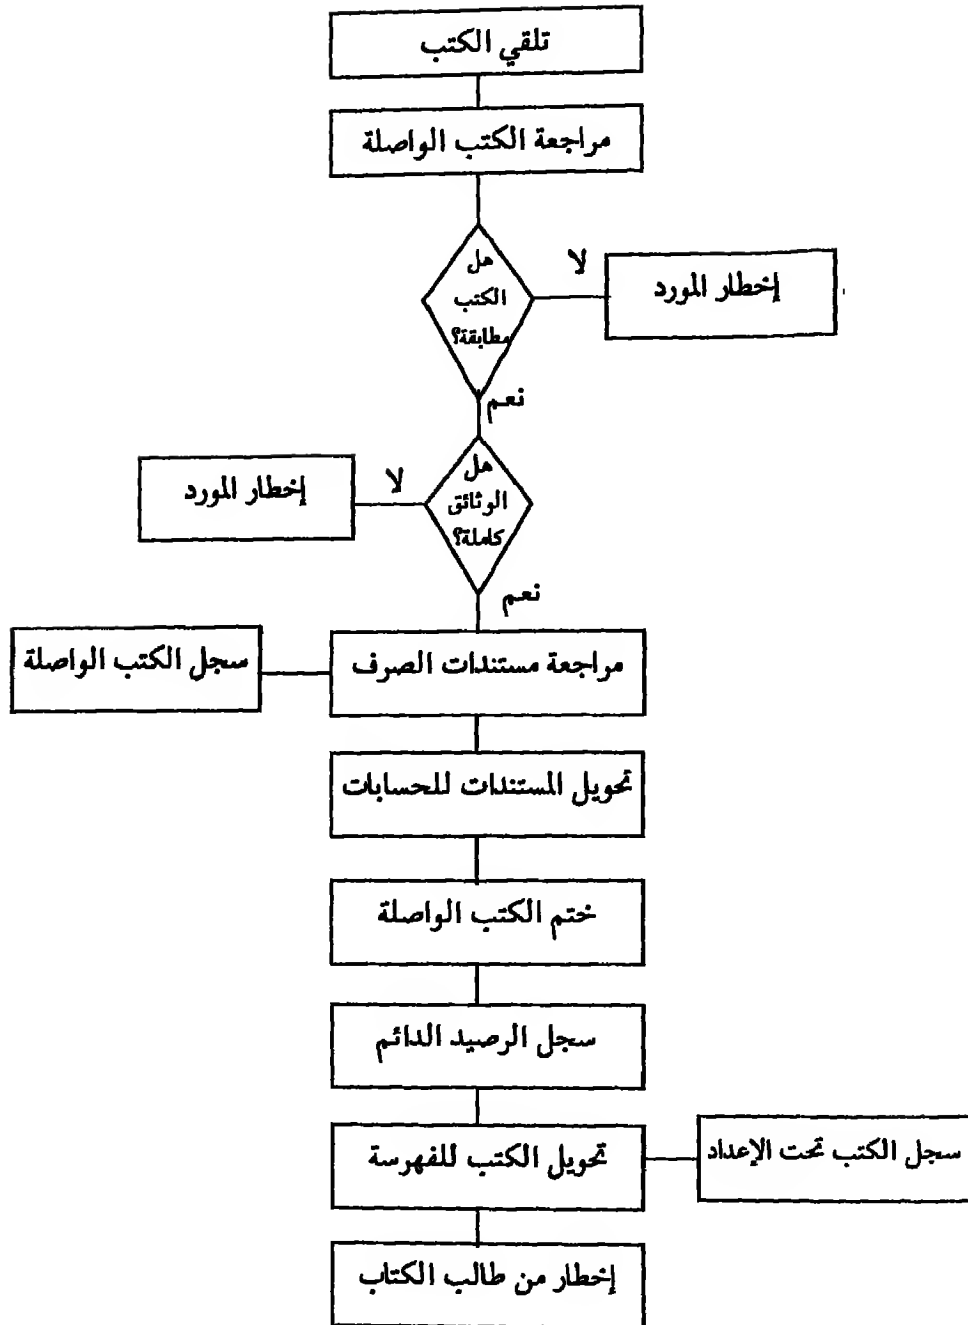 تلقي الكتب
مراجعة الكتب الواصلة
هل
الكتب
مطابقة؟
لا
إخطار المورد
نعم
هل
الوثائق
كاملة؟
لا
إخطار المورد
نعم
مراجعة مستندات الصرف
سجل الكتب الواصلة
تحويل المستندات للحسابات
ختم الكتب الواصلة
سجل الرصيد الدائم
تحويل الكتب للفهرسة
سجل الكتب تحت الإعداد
إخطار من طالب الكتاب